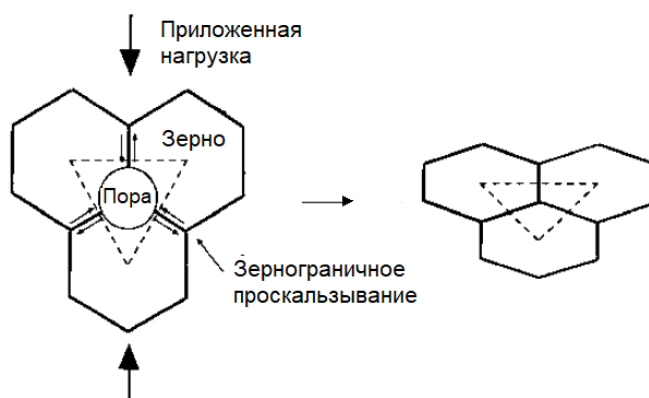 Приложенная
нагрузка
Зерно
Пора
Зернограничное
проскальзывание